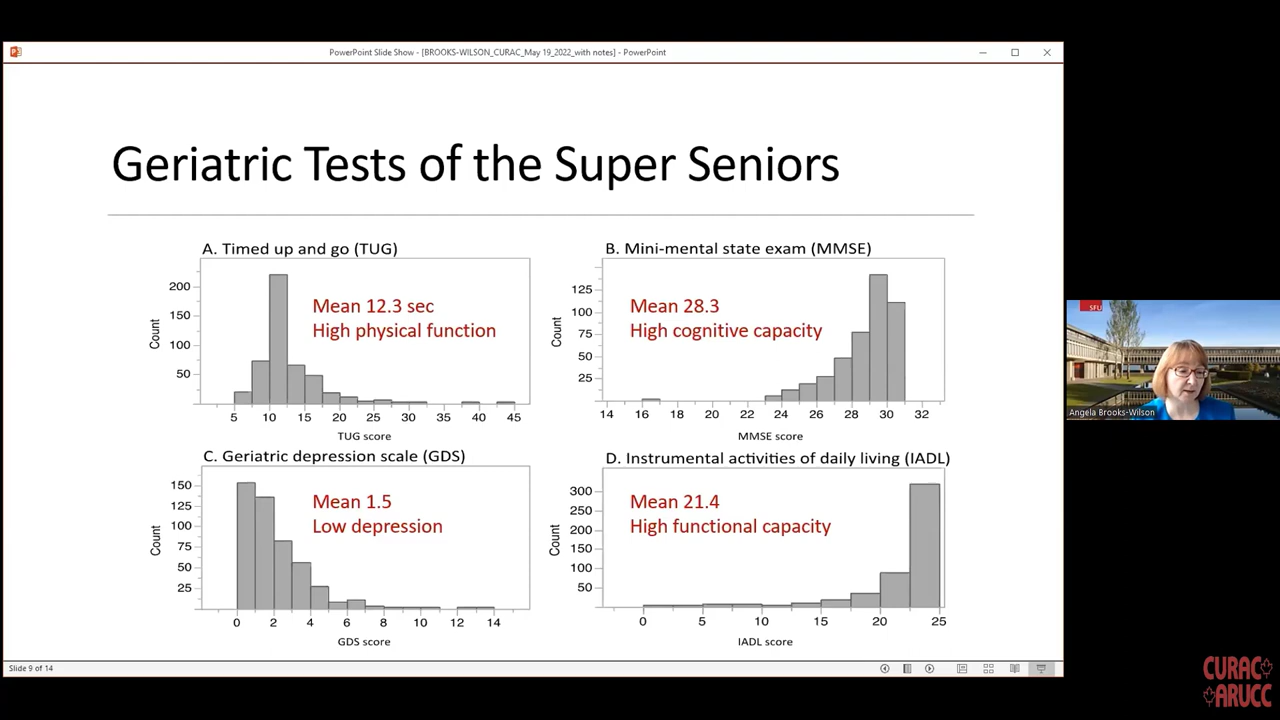 PowerPoint Slide Show - [BROOKS-WILSON_CURAC_May 19_2022_with notes] - PowerPoint
Geriatric Tests of the Super Seniors
A. Timed up and go (TUG)
Mean 12.3 sec
High physical function
Count
200
150
100
50
5 10 15 20 25 30 35 40 45
TUG score
B. Mini-mental state exam (MMSE)
Mean 28.3
High cognitive capacity
Count
125
100
75
50
25
14 16 18 20 22 24 26 28 30 32
MMSE score
C. Geriatric depression scale (GDS)
Mean 1.5
Low depression
Count
150
125
100
75
50
25
0 2 4 6 8 10 12 14
GDS score
D. Instrumental activities of daily living (IADL)
Mean 21.4
High functional capacity
Count
300
250
200
150
100
50
0 5 10 15 20 25
IADL score
Slide 9 of 14
SFU
Angela Brooks-Wilson
CURAC
ARUCC